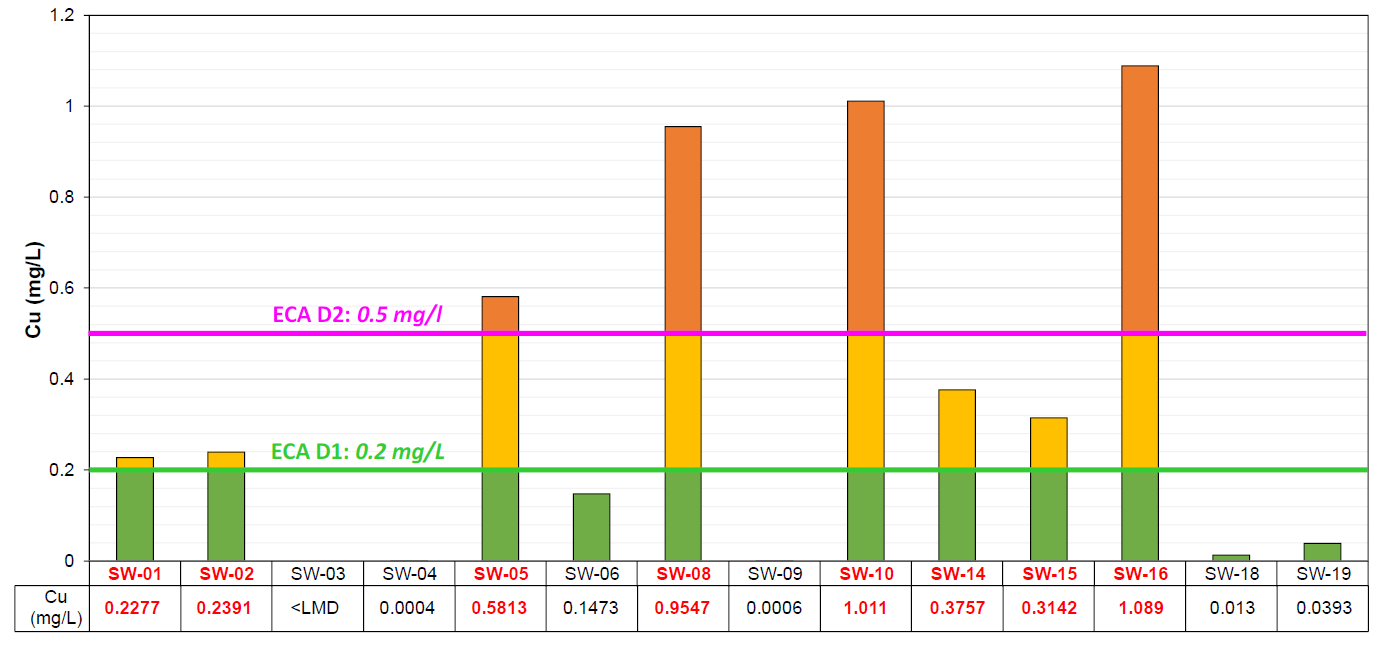 1.2
1
0.8
0.6
0.4
0.2
0
Cu (mg/L)
ECA D2: 0.5 mg/l
ECA D1: 0.2 mg/L
SW-01 SW-02 SW-03 SW-04 SW-05 SW-06 SW-08 SW-09 SW-10 SW-14 SW-15 SW-16 SW-18 SW-19
Cu
(mg/L)
0.2277 0.2391 <LMD 0.0004 0.5813 0.1473 0.9547 0.0006 1.011 0.3757 0.3142 1.089 0.013 0.0393